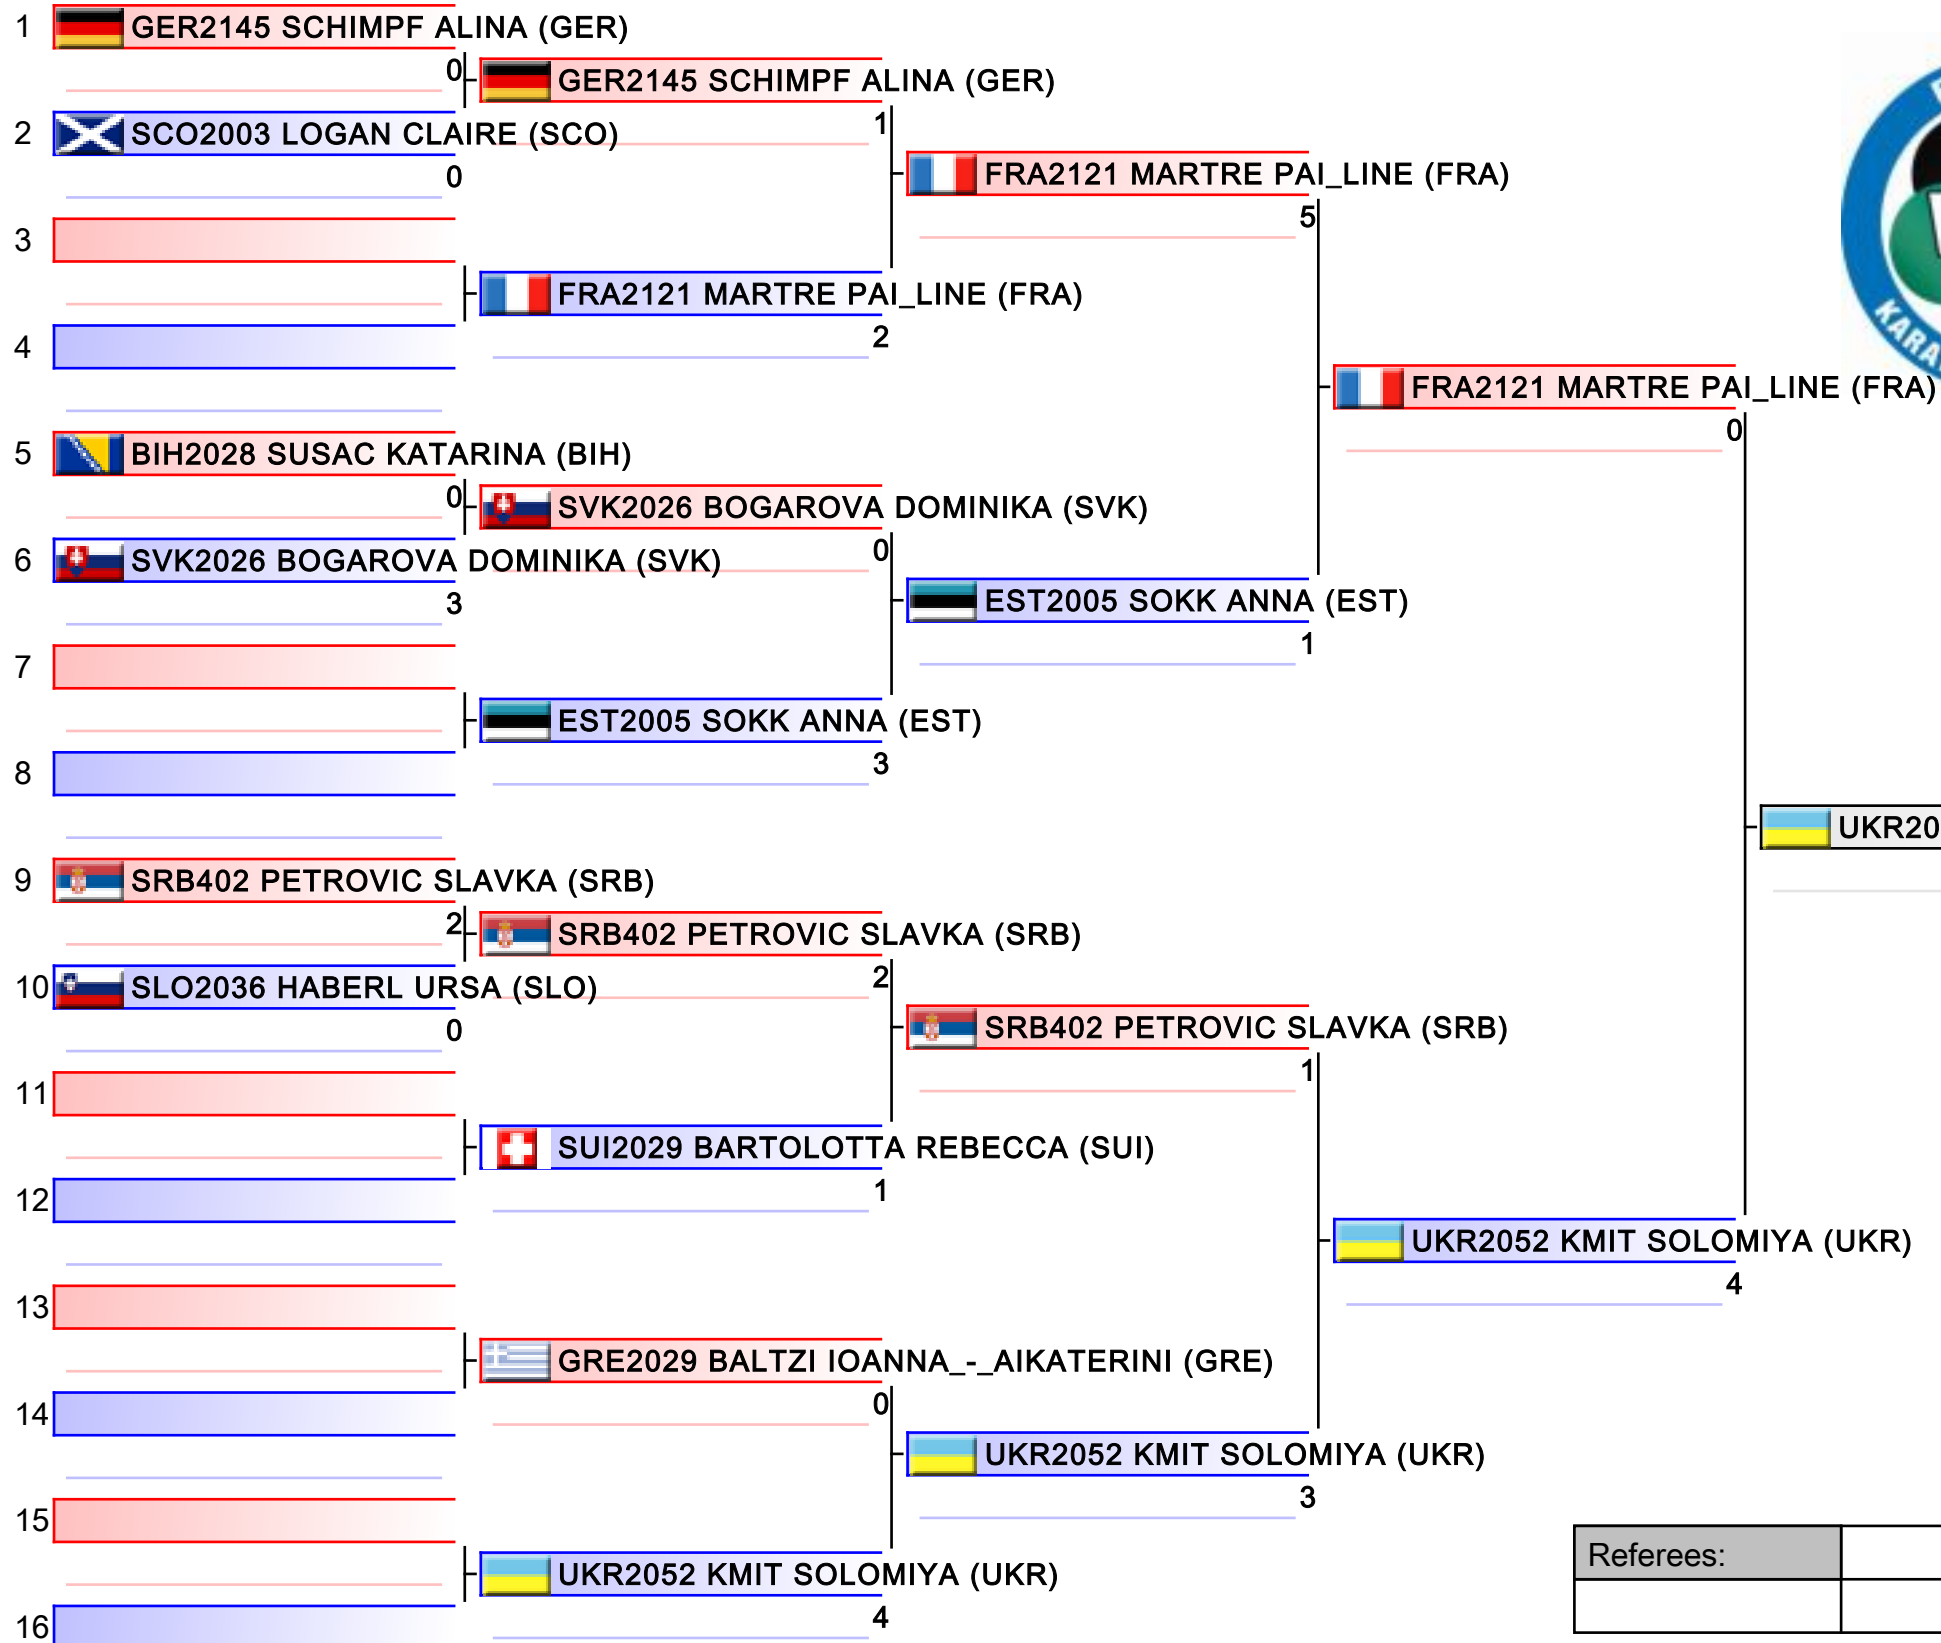 1 GER2145 SCHIMPF ALINA (GER)
0 GER2145 SCHIMPF ALINA (GER)
2 SCO2003 LOGAN CLAIRE (SCO) 1
0 FRA2121 MARTRE PAI_LINE (FRA)
5
3
FRA2121 MARTRE PAI_LINE (FRA)
4 2
FRA2121 MARTRE PAI_LINE (FRA)
0
5 BIH2028 SUSAC KATARINA (BIH)
0 SVK2026 BOGAROVA DOMINIKA (SVK)
6 SVK2026 BOGAROVA DOMINIKA (SVK) 0
3 EST2005 SOKK ANNA (EST)
1
7
EST2005 SOKK ANNA (EST)
8 3
UKR20
9 SRB402 PETROVIC SLAVKA (SRB)
2 SRB402 PETROVIC SLAVKA (SRB)
10 SLO2036 HABERL URSA (SLO) 2
0 SRB402 PETROVIC SLAVKA (SRB)
1
11
SUI2029 BARTOLOTTA REBECCA (SUI)
12 1
UKR2052 KMIT SOLOMIYA (UKR)
4
13
GRE2029 BALTZI IOANNA_-_AIKATERINI (GRE)
14 0
UKR2052 KMIT SOLOMIYA (UKR)
3
15
Referees:
UKR2052 KMIT SOLOMIYA (UKR)
16 4